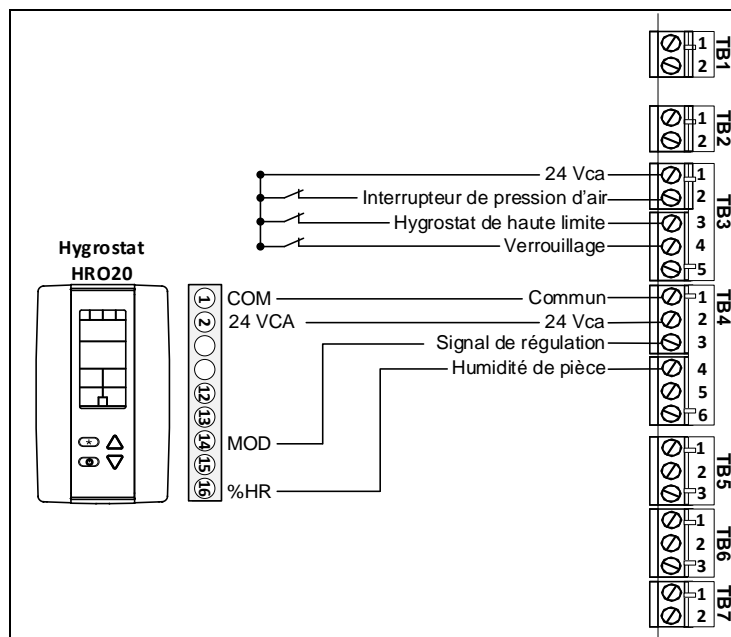 1
2
TB1
1
2
TB2
24 Vca
1
Interrupteur de pression d'air
2
Hygrostat de haute limite
3
Verrouillage
4
5
TB3
Hygrostat
HRO20
1 COM
Commun
1
2 24 VCA
24 Vca
2
Signal de régulation
3
Humidité de pièce
4
12
5
13
6
TB4
14 MOD
15
16 %HR
1
2
3
TB5
1
2
3
TB6
1
2
TB7